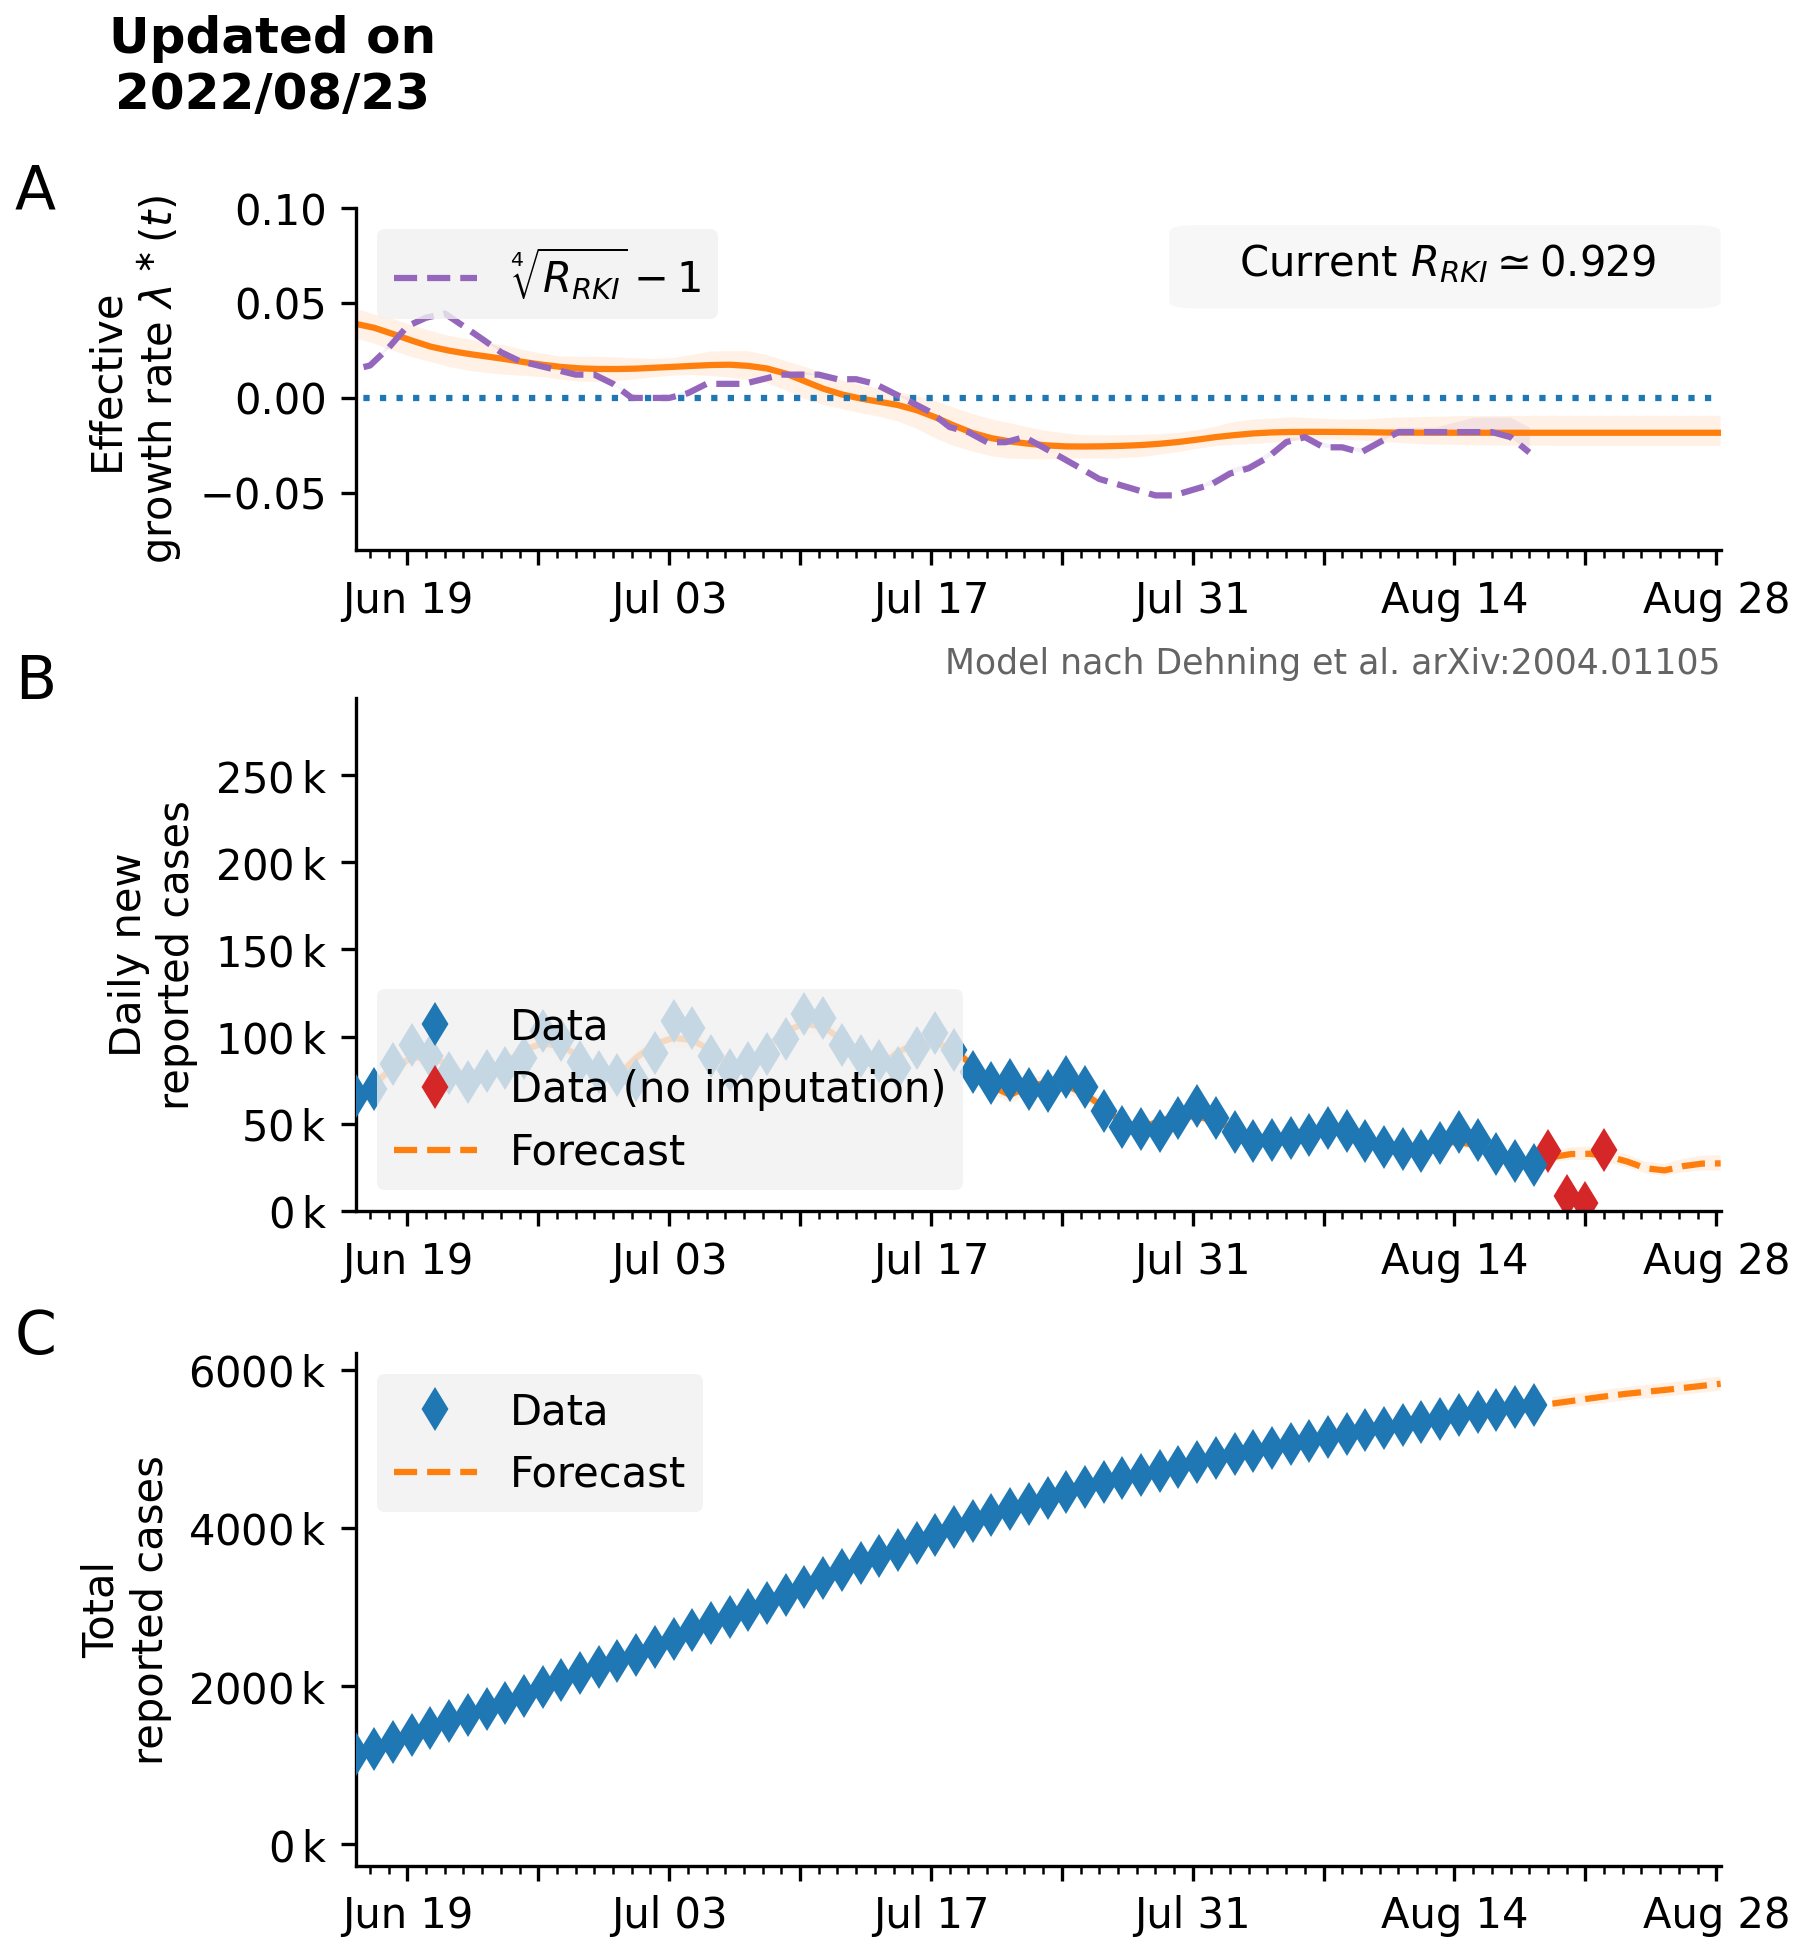 Updated on
2022/08/23
A
Effective
growth rate λ * (t)
0.10
0.05
0.00
−0.05
∜R_RKI − 1
Current R_RKI ≃ 0.929
Jun 19 Jul 03 Jul 17 Jul 31 Aug 14 Aug 28
Model nach Dehning et al. arXiv:2004.01105
B
Daily new
reported cases
250 k
200 k
150 k
100 k
50 k
0 k
Data
Data (no imputation)
Forecast
Jun 19 Jul 03 Jul 17 Jul 31 Aug 14 Aug 28
C
Total
reported cases
6000 k
4000 k
2000 k
0 k
Data
Forecast
Jun 19 Jul 03 Jul 17 Jul 31 Aug 14 Aug 28